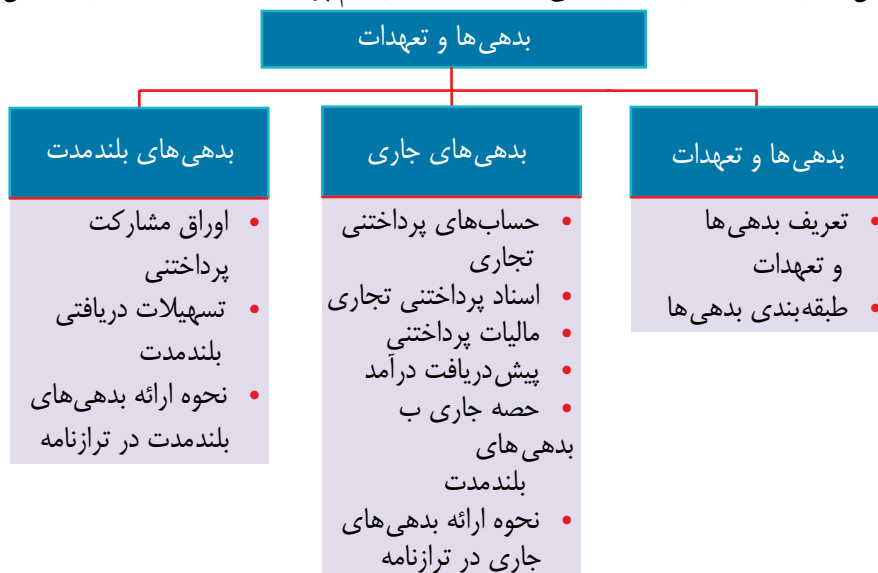 بدهی‌ها و تعهدات
بدهی‌ها و تعهدات
• تعریف بدهی‌ها
و تعهدات
• طبقه‌بندی بدهی‌ها
بدهی‌های جاری
• حساب‌های پرداختنی
تجاری
• اسناد پرداختنی تجاری
• مالیات پرداختنی
• پیش‌دریافت درآمد
• حصه جاری ب
بدهی‌های
بلندمدت
• نحوه ارائه بدهی‌های
جاری در ترازنامه
بدهی‌های بلندمدت
• اوراق مشارکت
پرداختنی
• تسهیلات دریافتی
بلندمدت
• نحوه ارائه بدهی‌های
بلندمدت در ترازنامه